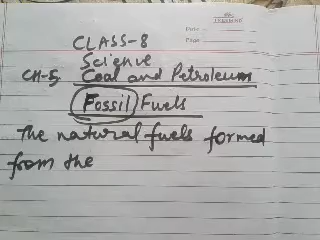 CLASS-8
Science
CH-5, Coal and Petroleum
Fossil Fuels
The natural fuels formed
from the